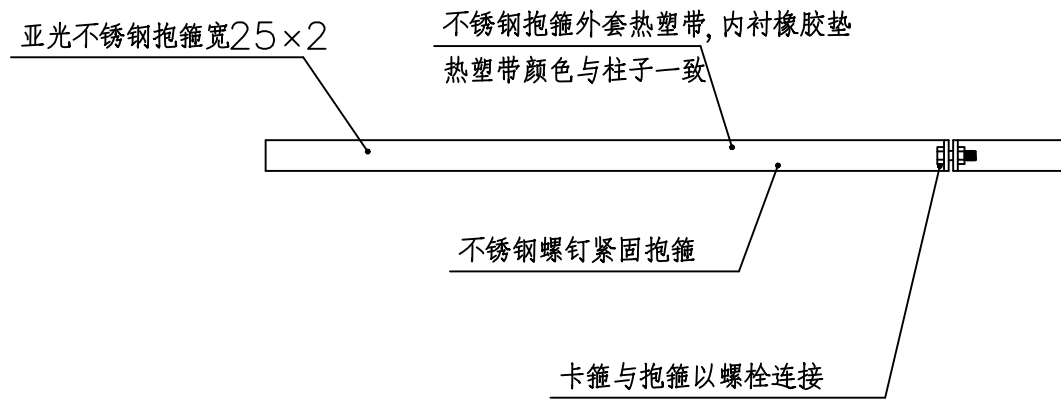 亚光不锈钢抱箍宽25×2
不锈钢抱箍外套热塑带,内衬橡胶垫
热塑带颜色与柱子一致
不锈钢螺钉紧固抱箍
卡箍与抱箍以螺栓连接